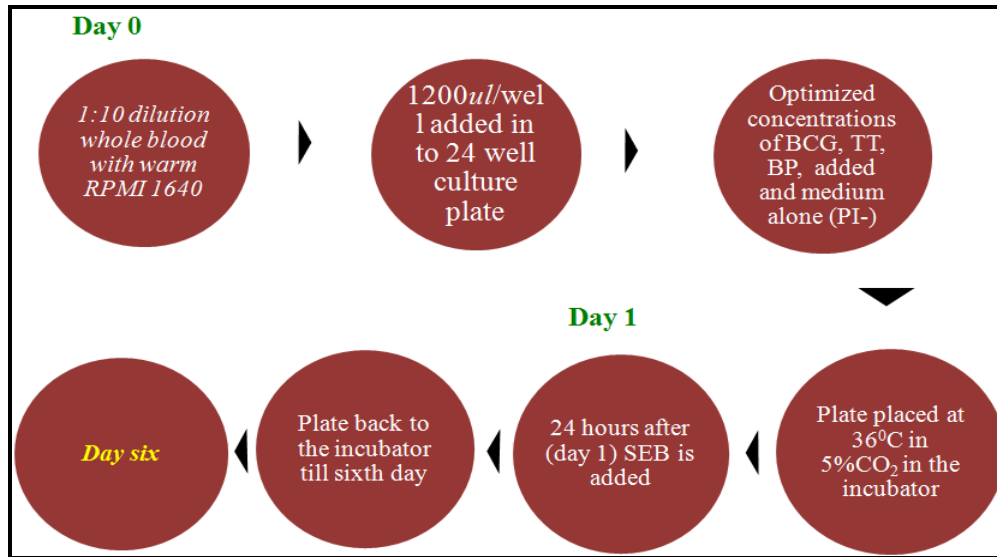 Day 0
1:10 dilution
whole blood
with warm
RPMI 1640
1200ul/wel
l added in
to 24 well
culture
plate
Optimized
concentrations
of BCG, TT,
BP, added
and medium
alone (PI-)
Plate placed at
36⁰C in
5%CO₂ in the
incubator
Day 1
24 hours after
(day 1) SEB is
added
Plate back to
the incubator
till sixth day
Day six